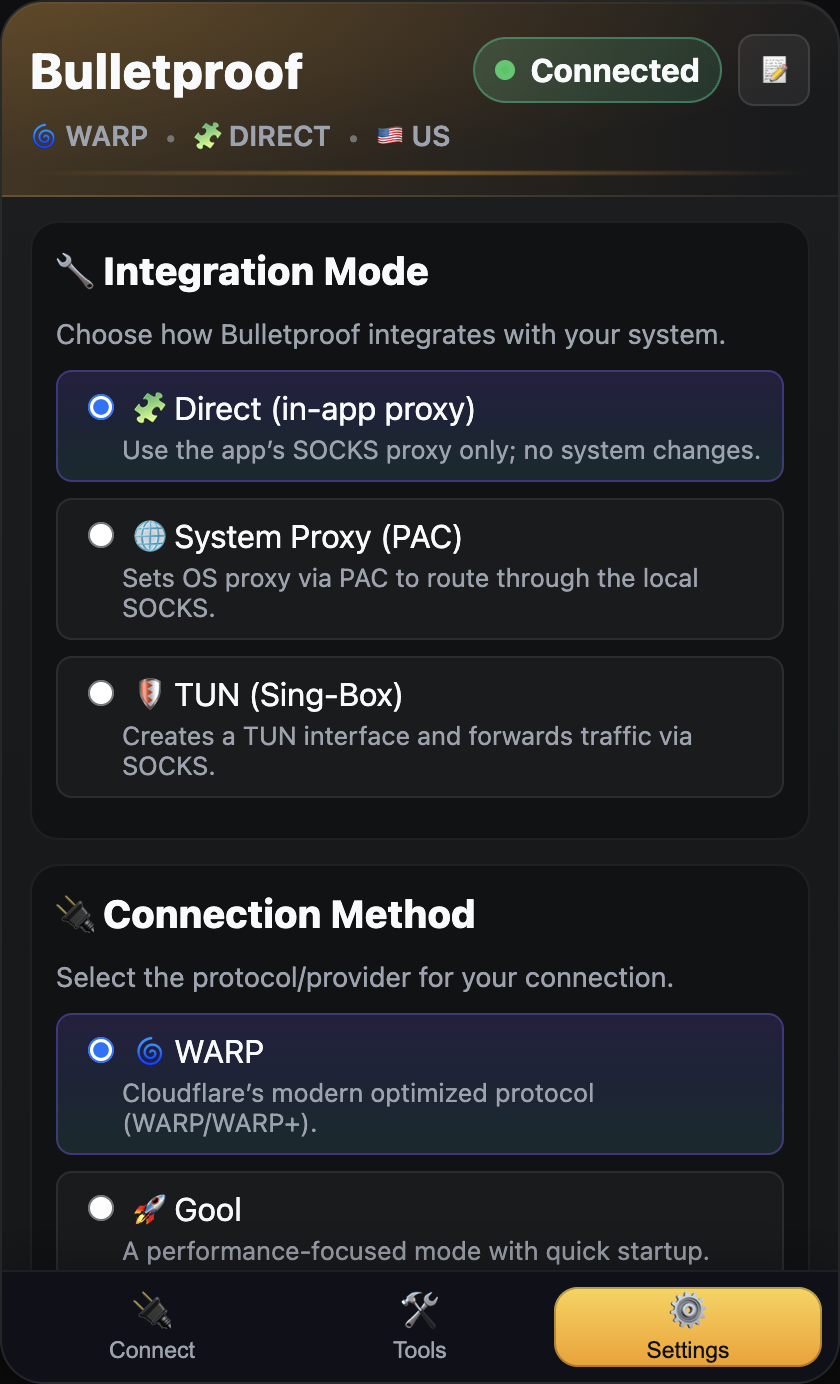 Bulletproof
Connected
WARP • DIRECT • US
Integration Mode
Choose how Bulletproof integrates with your system.
Direct (in-app proxy)
Use the app’s SOCKS proxy only; no system changes.
System Proxy (PAC)
Sets OS proxy via PAC to route through the local
SOCKS.
TUN (Sing-Box)
Creates a TUN interface and forwards traffic via
SOCKS.
Connection Method
Select the protocol/provider for your connection.
WARP
Cloudflare’s modern optimized protocol
(WARP/WARP+).
Gool
A performance-focused mode with quick startup.
Connect
Tools
Settings